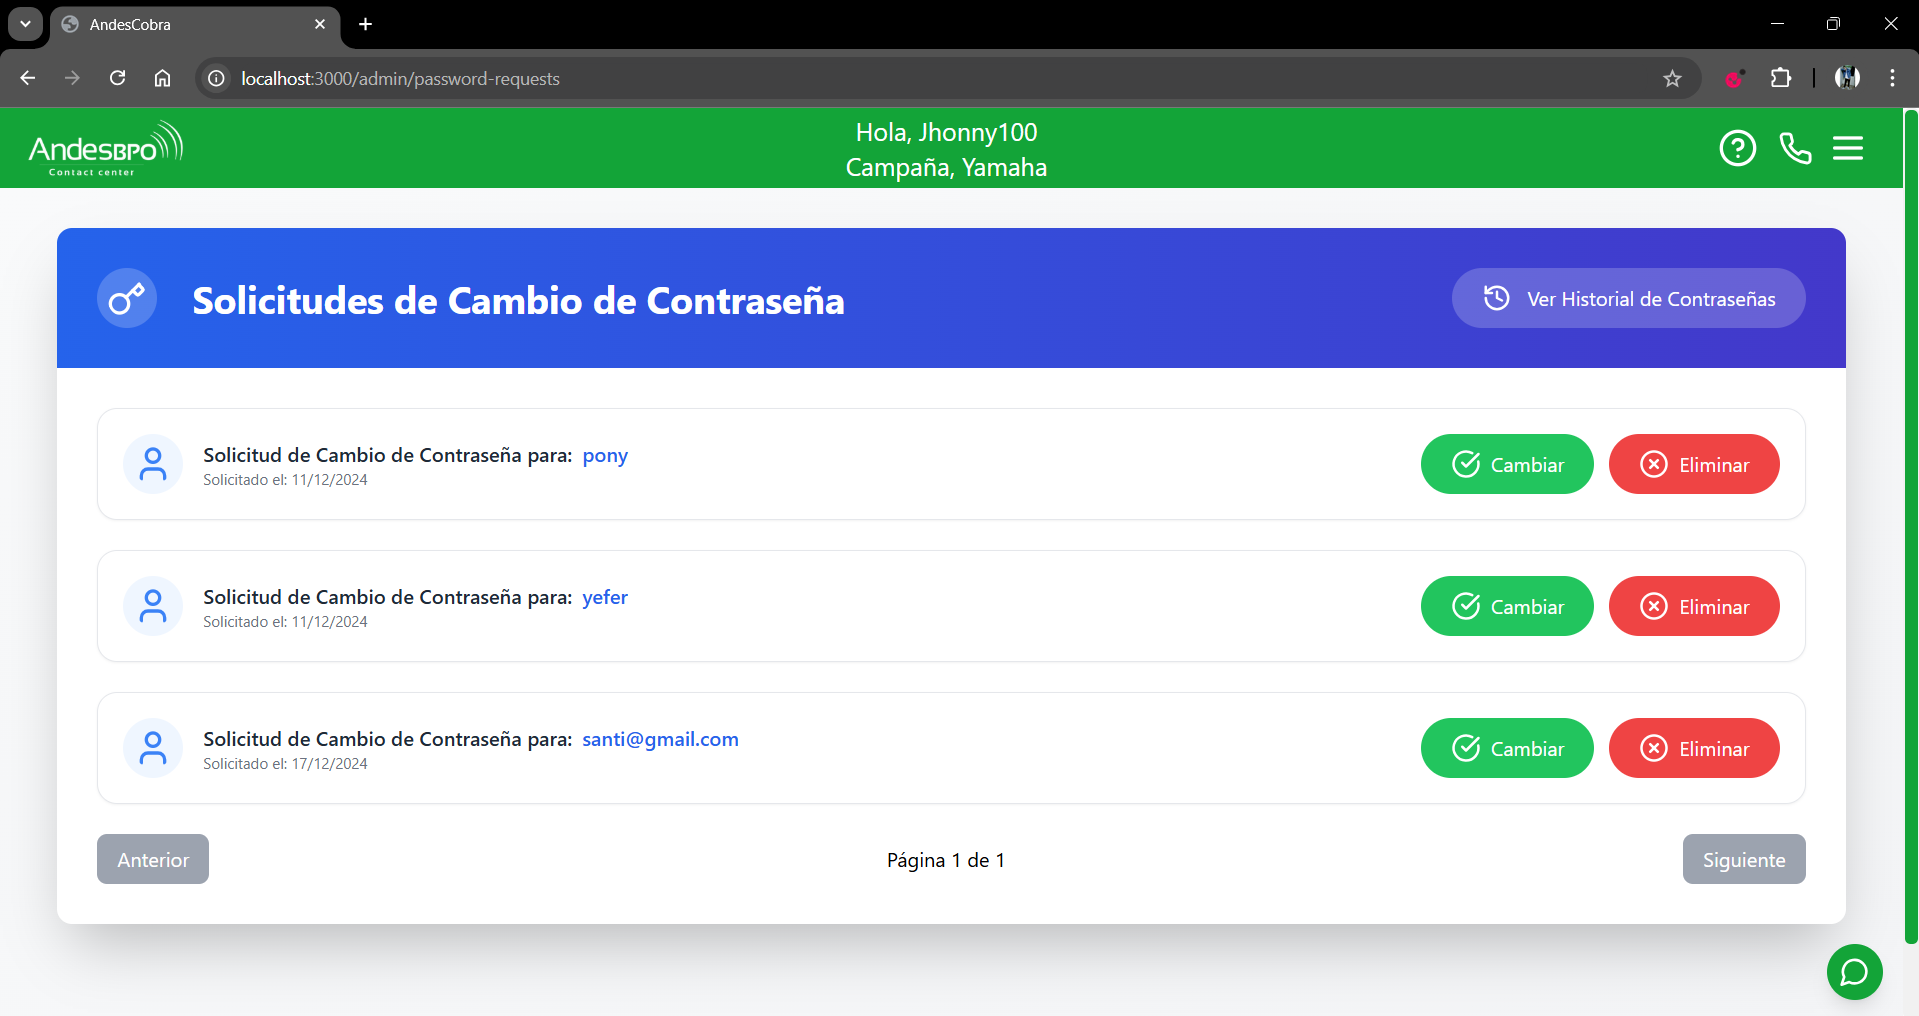 AndesCobra
localhost:3000/admin/password-requests
AndesBPO
Contact center
Hola, Jhonny100
Campaña, Yamaha
Solicitudes de Cambio de Contraseña
Ver Historial de Contraseñas
Solicitud de Cambio de Contraseña para: pony
Solicitado el: 11/12/2024
Cambiar
Eliminar
Solicitud de Cambio de Contraseña para: yefer
Solicitado el: 11/12/2024
Cambiar
Eliminar
Solicitud de Cambio de Contraseña para: santi@gmail.com
Solicitado el: 17/12/2024
Cambiar
Eliminar
Anterior
Página 1 de 1
Siguiente